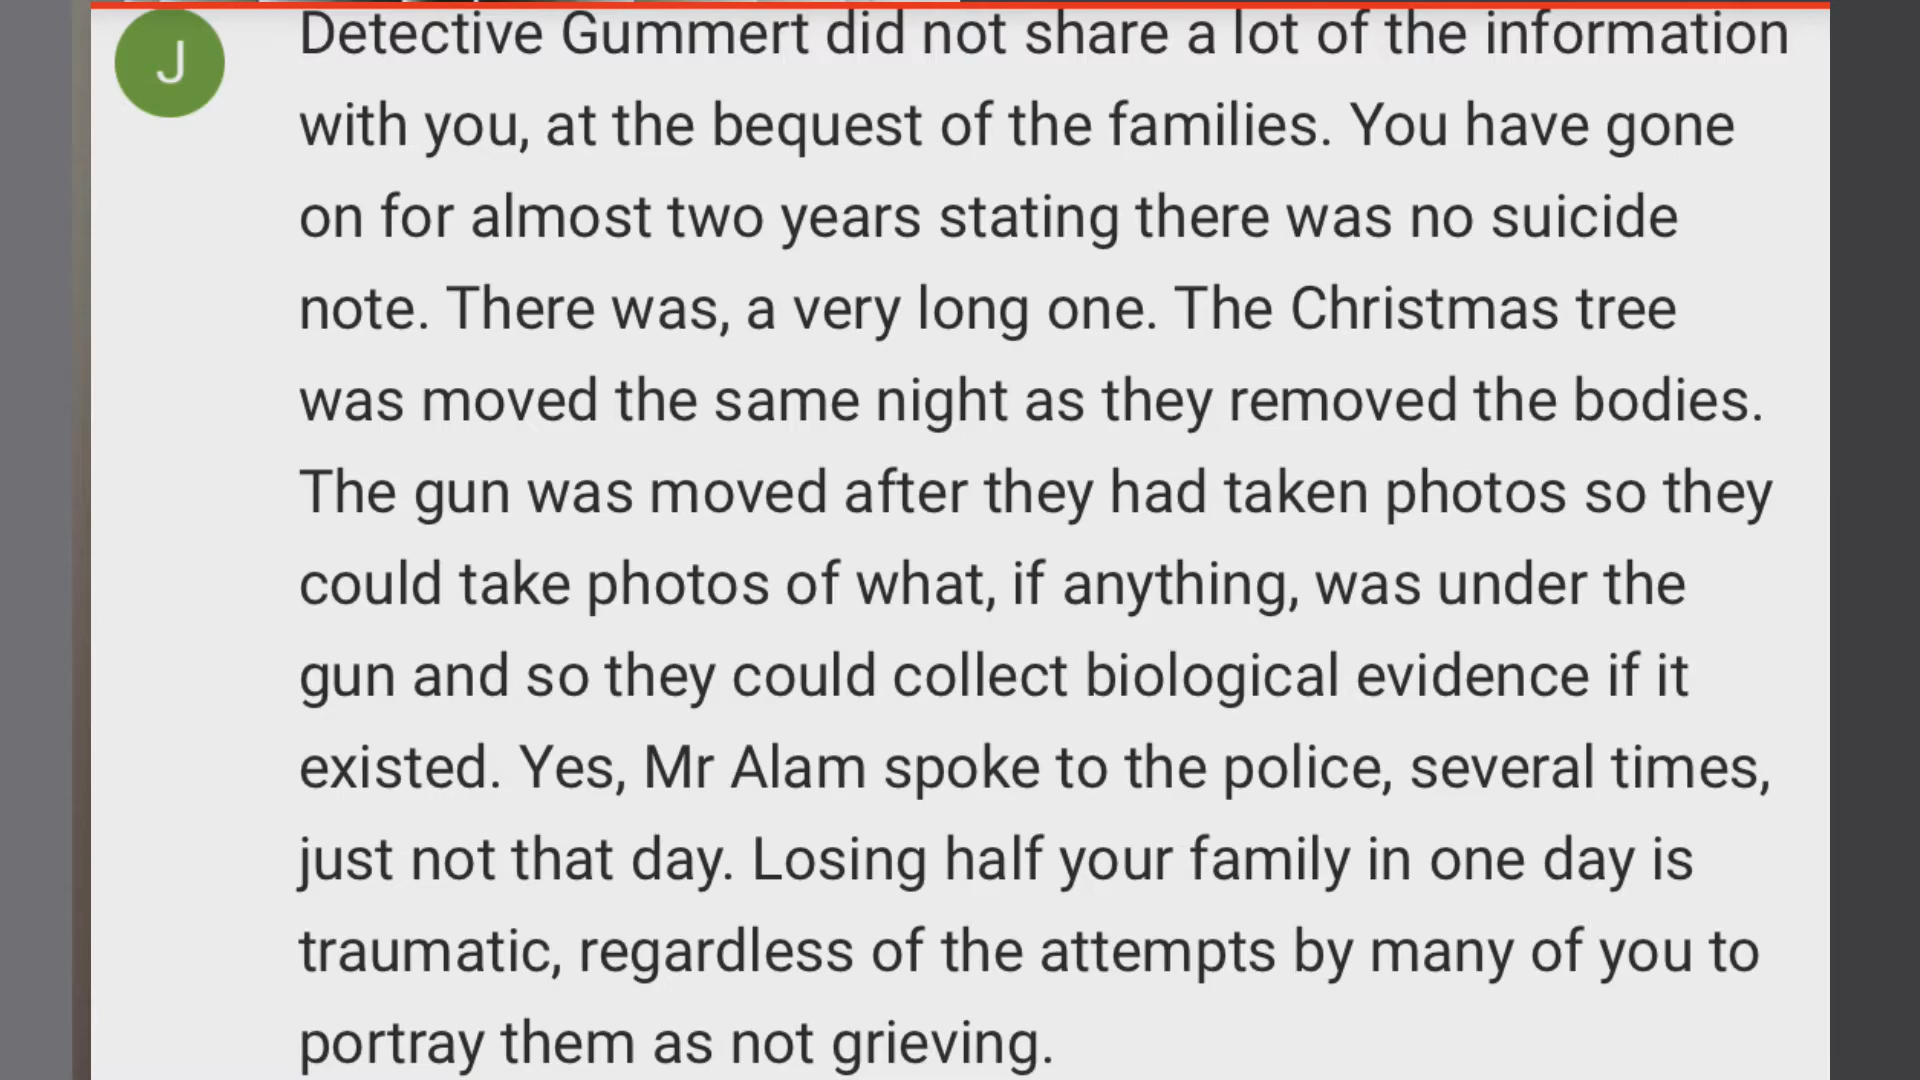 J
Detective Gummert did not share a lot of the information
with you, at the bequest of the families. You have gone
on for almost two years stating there was no suicide
note. There was, a very long one. The Christmas tree
was moved the same night as they removed the bodies.
The gun was moved after they had taken photos so they
could take photos of what, if anything, was under the
gun and so they could collect biological evidence if it
existed. Yes, Mr Alam spoke to the police, several times,
just not that day. Losing half your family in one day is
traumatic, regardless of the attempts by many of you to
portray them as not grieving.